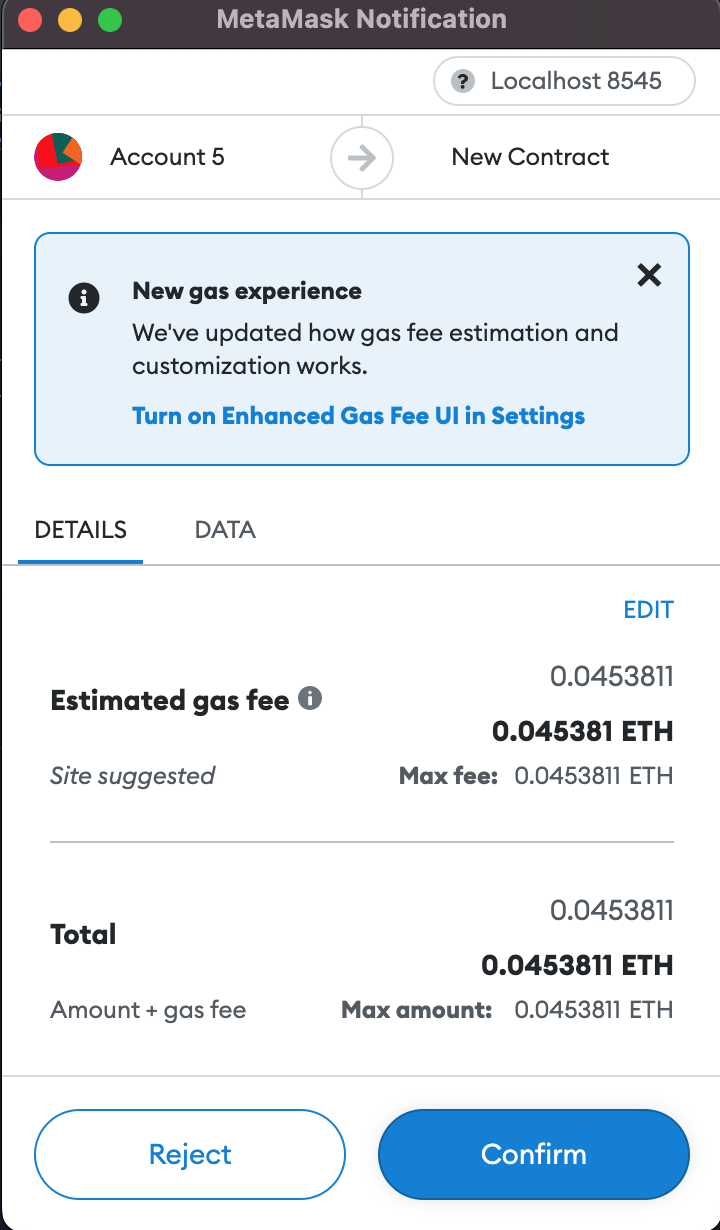 MetaMask Notification
? Localhost 8545
Account 5
New Contract
New gas experience
We've updated how gas fee estimation and
customization works.
Turn on Enhanced Gas Fee UI in Settings
DETAILS DATA
EDIT
0.0453811
Estimated gas fee
0.045381 ETH
Site suggested
Max fee: 0.0453811 ETH
0.0453811
Total
0.0453811 ETH
Amount + gas fee
Max amount: 0.0453811 ETH
Reject
Confirm